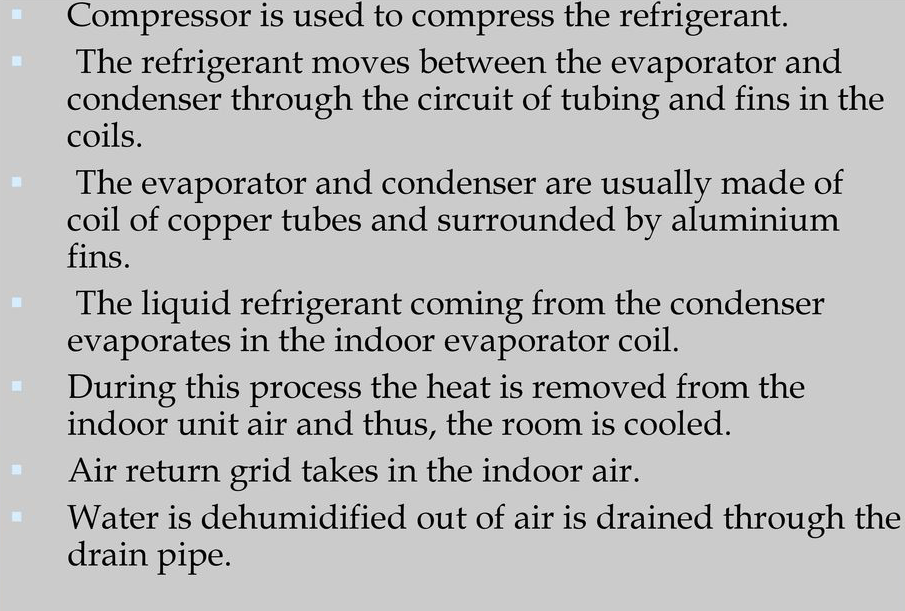 ▪ Compressor is used to compress the refrigerant.
▪ The refrigerant moves between the evaporator and
condenser through the circuit of tubing and fins in the
coils.
▪ The evaporator and condenser are usually made of
coil of copper tubes and surrounded by aluminium
fins.
▪ The liquid refrigerant coming from the condenser
evaporates in the indoor evaporator coil.
▪ During this process the heat is removed from the
indoor unit air and thus, the room is cooled.
▪ Air return grid takes in the indoor air.
▪ Water is dehumidified out of air is drained through the
drain pipe.